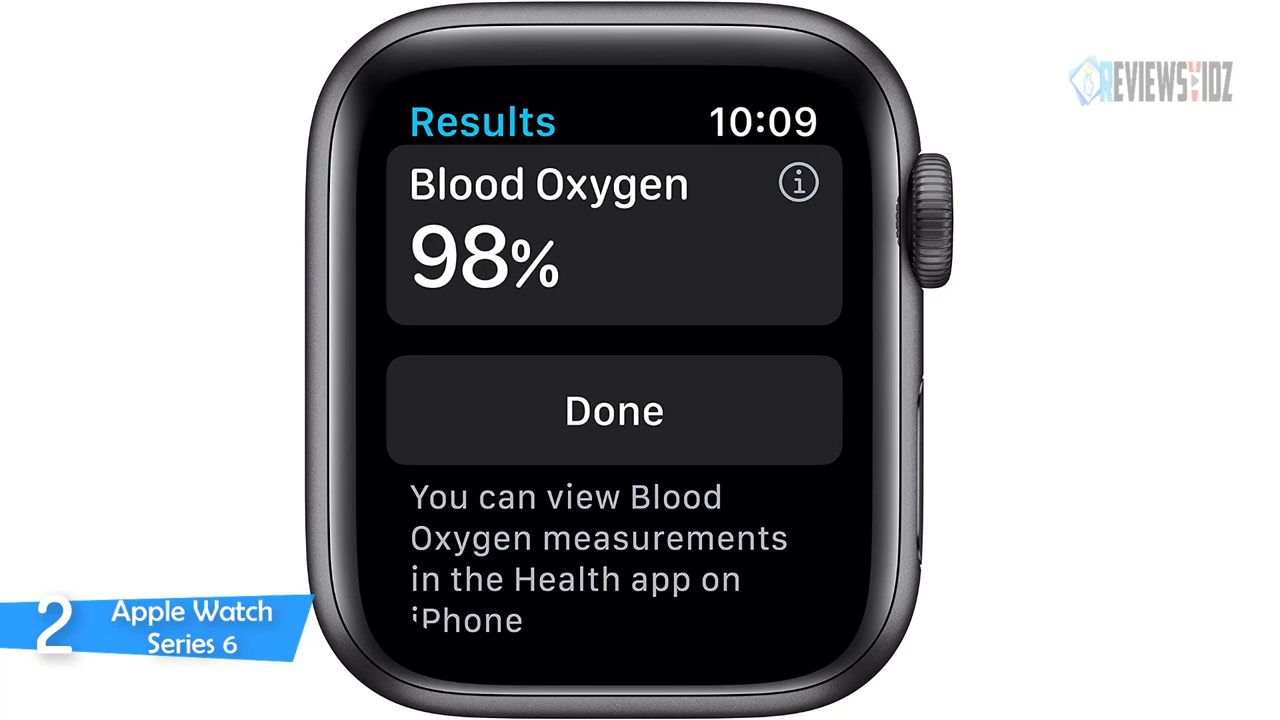 REVIEWSVIDZ
Results 10:09
Blood Oxygen
98%
Done
You can view Blood
Oxygen measurements
in the Health app on
iPhone
2 Apple Watch
Series 6